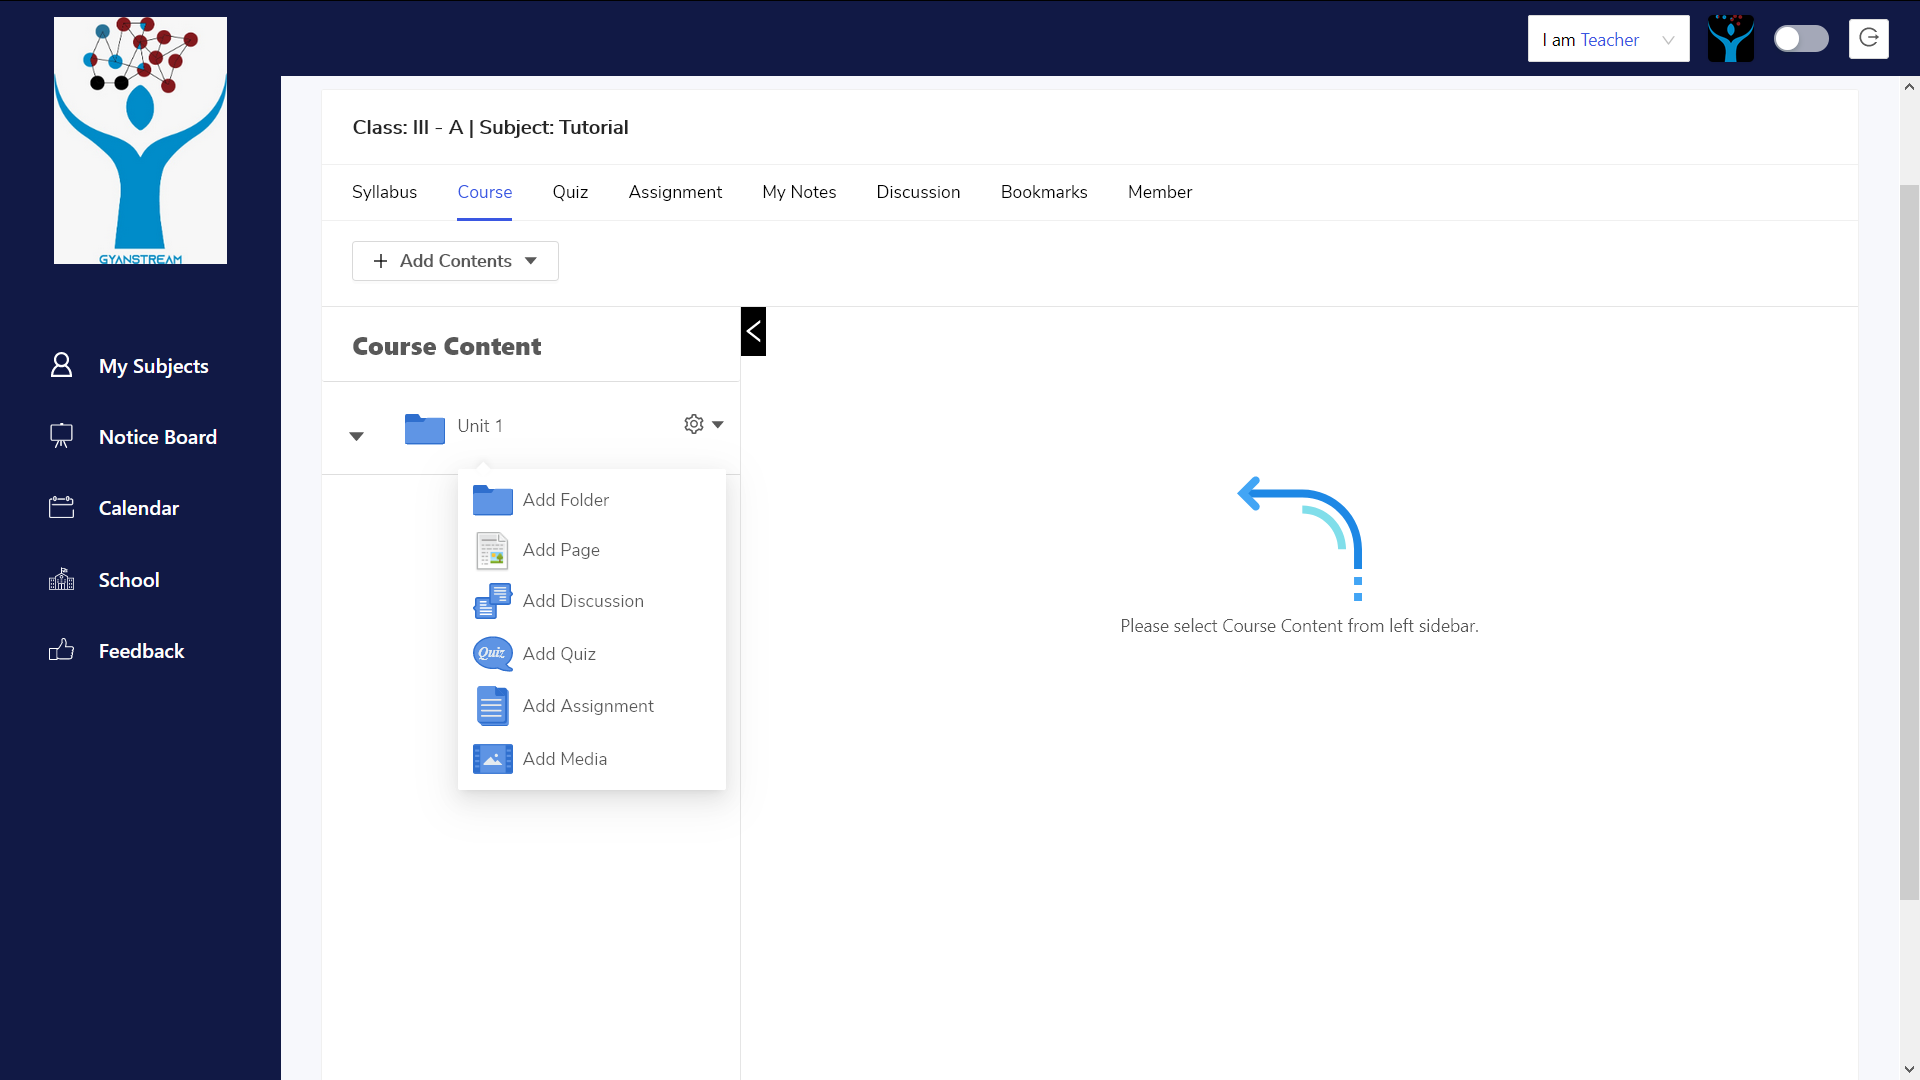 GYANSTREAM
I am Teacher
My Subjects
Notice Board
Calendar
School
Feedback
Class: III - A | Subject: Tutorial
Syllabus Course Quiz Assignment My Notes Discussion Bookmarks Member
+ Add Contents
Course Content
Unit 1
Add Folder
Add Page
Add Discussion
Quiz Add Quiz
Add Assignment
Add Media
Please select Course Content from left sidebar.